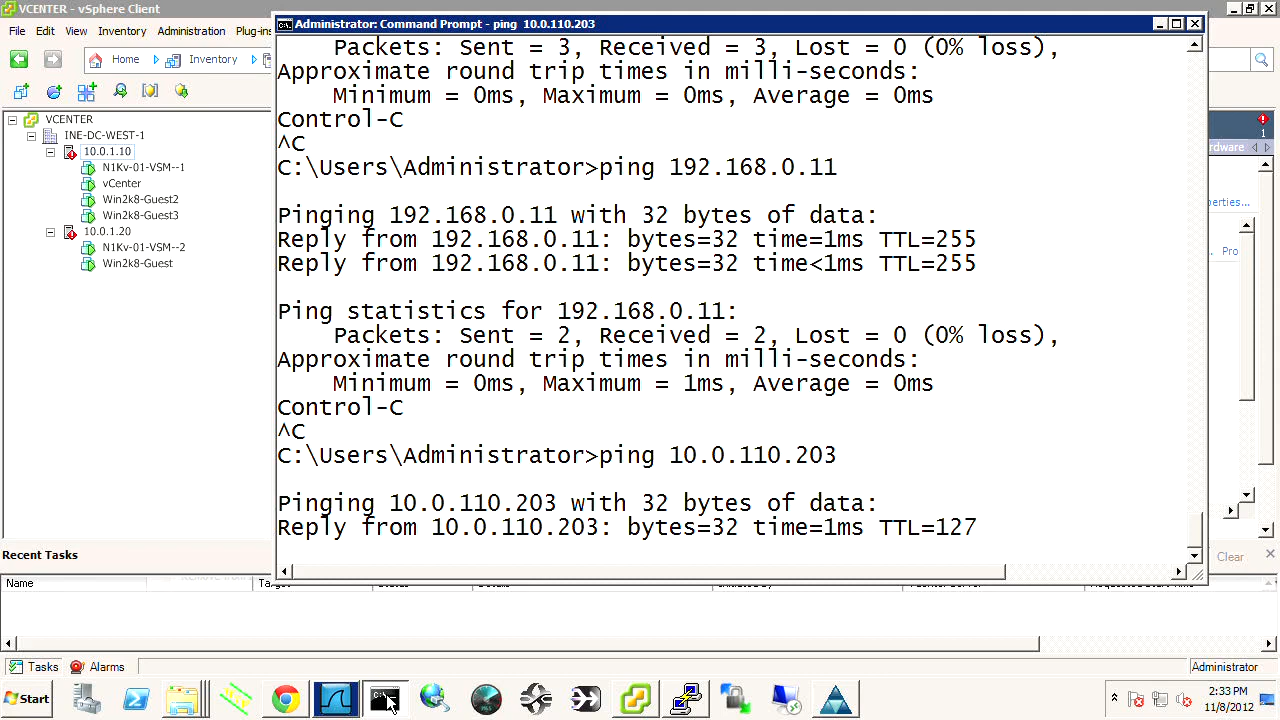 VCENTER - vSphere Client
File Edit View Inventory Administration Plug-ins
Home Inventory
VCENTER
INE-DC-WEST-1
10.0.1.10
N1Kv-01-VSM--1
vCenter
Win2k8-Guest2
Win2k8-Guest3
10.0.1.20
N1Kv-01-VSM--2
Win2k8-Guest
Administrator: Command Prompt - ping 10.0.110.203
Packets: Sent = 3, Received = 3, Lost = 0 (0% loss),
Approximate round trip times in milli-seconds:
Minimum = 0ms, Maximum = 0ms, Average = 0ms
Control-C
^C
C:\Users\Administrator>ping 192.168.0.11
Pinging 192.168.0.11 with 32 bytes of data:
Reply from 192.168.0.11: bytes=32 time=1ms TTL=255
Reply from 192.168.0.11: bytes=32 time<1ms TTL=255
Ping statistics for 192.168.0.11:
Packets: Sent = 2, Received = 2, Lost = 0 (0% loss),
Approximate round trip times in milli-seconds:
Minimum = 0ms, Maximum = 1ms, Average = 0ms
Control-C
^C
C:\Users\Administrator>ping 10.0.110.203
Pinging 10.0.110.203 with 32 bytes of data:
Reply from 10.0.110.203: bytes=32 time=1ms TTL=127
1
rdware
perties...
Pro
Recent Tasks
Clear
Name
Tasks Alarms
Administrator
Start
2:33 PM
11/8/2012